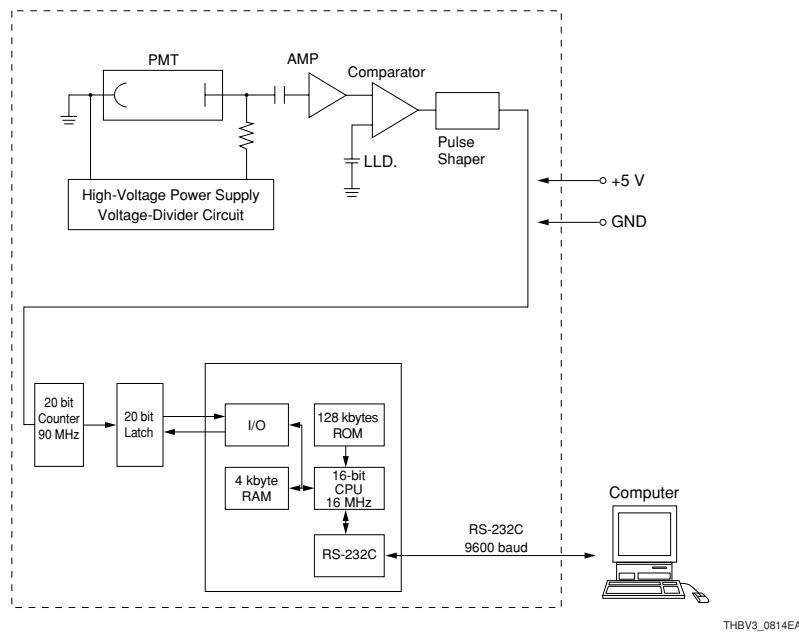 PMT
AMP
Comparator
LLD.
Pulse
Shaper
High-Voltage Power Supply
Voltage-Divider Circuit
+5 V
GND
20 bit
Counter
90 MHz
20 bit
Latch
I/O
128 kbytes
ROM
4 kbyte
RAM
16-bit
CPU
16 MHz
RS-232C
RS-232C
9600 baud
Computer
THBV3_0814EA